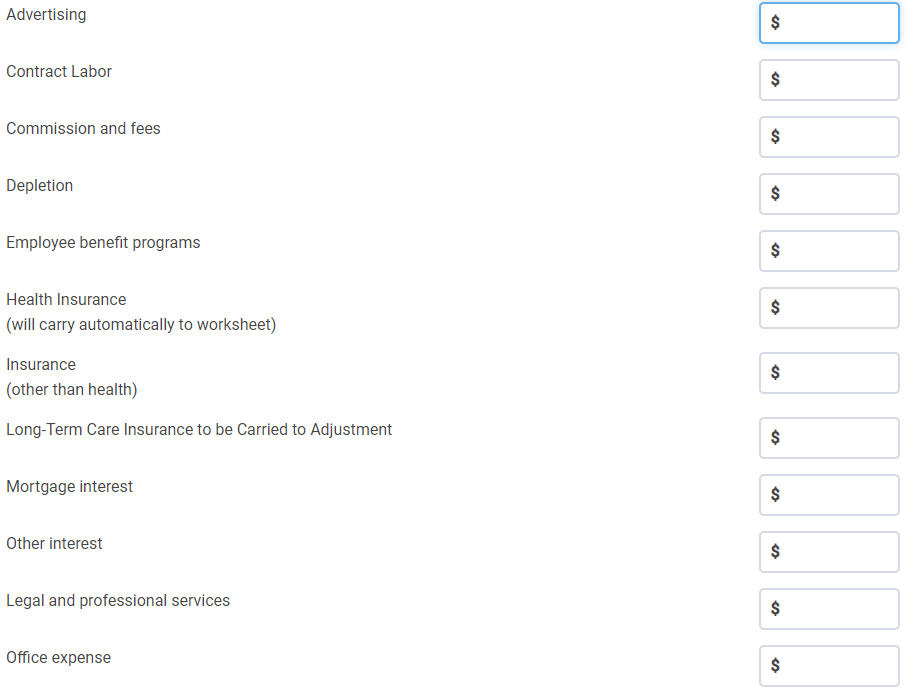 Advertising
$
Contract Labor
$
Commission and fees
$
Depletion
$
Employee benefit programs
$
Health Insurance
(will carry automatically to worksheet)
$
Insurance
(other than health)
$
Long-Term Care Insurance to be Carried to Adjustment
$
Mortgage interest
$
Other interest
$
Legal and professional services
$
Office expense
$